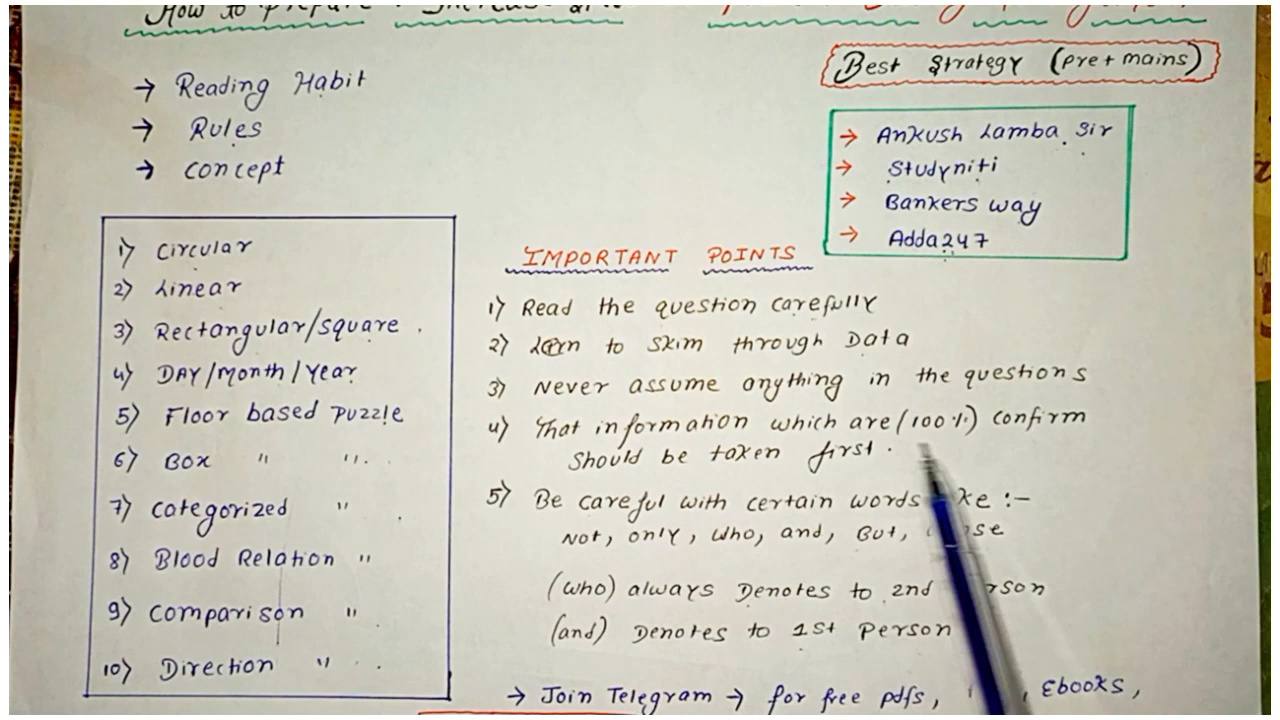 How to prepare
Best Strategy (pre + mains)
→ Reading Habit
→ Rules
→ concept
→ Ankush Lamba Sir
→ Studyniti
→ Bankers way
→ Adda247
1) Circular
2) Linear
3) Rectangular/square
4) DAY/month/year
5) Floor based puzzle
6) Box " "
7) categorized "
8) Blood Relation "
9) comparison "
10) Direction "
IMPORTANT POINTS
1) Read the question carefully
2) to skim through Data
3) Never assume anything in the questions
4) That information which are (100%) confirm
should be taken first.
5) Be careful with certain words :-
Not, only, who, and, But,
(who) always Denotes to 2nd
(and) Denotes to 1st Person
→ Join Telegram → for free pdfs, Ebooks,